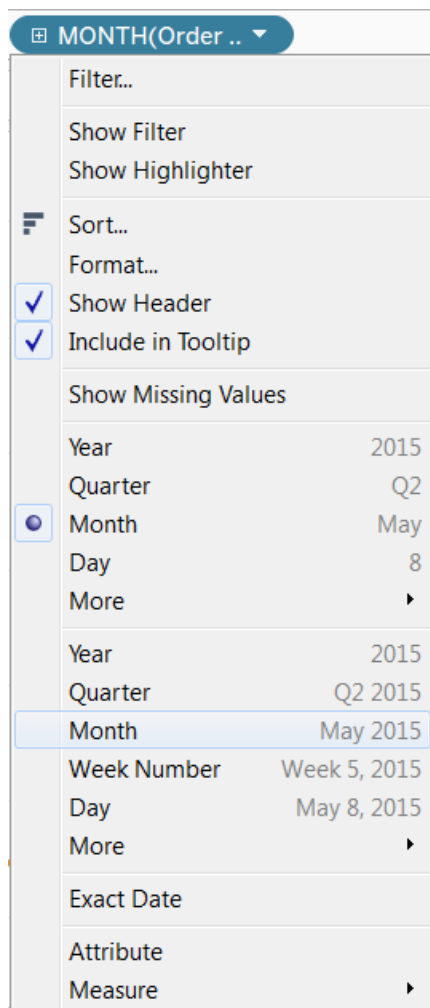 MONTH(Order ..
Filter...
Show Filter
Show Highlighter
Sort...
Format...
Show Header
Include in Tooltip
Show Missing Values
Year 2015
Quarter Q2
Month May
Day 8
More
Year 2015
Quarter Q2 2015
Month May 2015
Week Number Week 5, 2015
Day May 8, 2015
More
Exact Date
Attribute
Measure